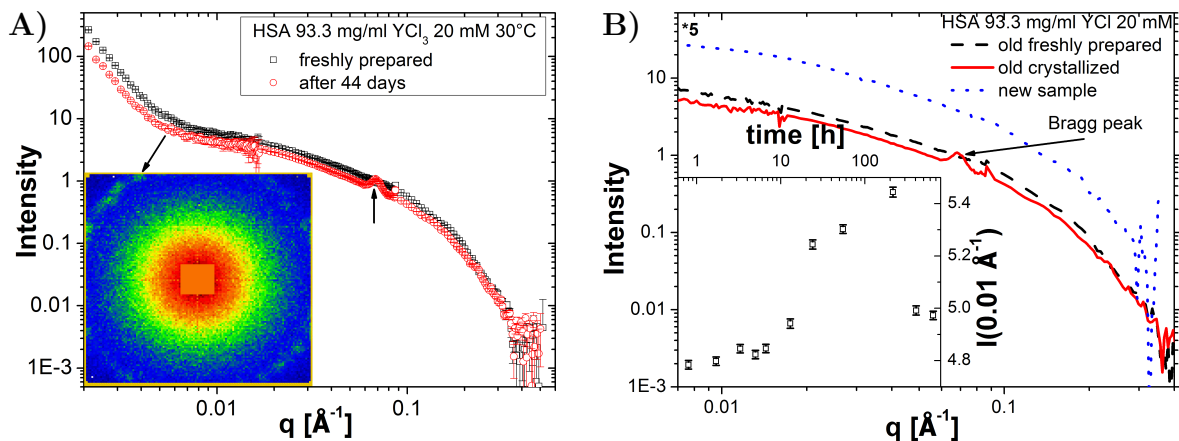 A)
HSA 93.3 mg/ml YCl3 20 mM 30°C
freshly prepared
after 44 days
100
10
1
0.1
0.01
1E-3
Intensity
0.01
0.1
q [Å-1]
B)
*5
HSA 93.3 mg/ml YCl 20 mM
old freshly prepared
old crystallized
new sample
Bragg peak
time [h]
1
10
100
5.4
5.2
5.0
4.8
I(0.01 Å-1)
10
1
0.1
0.01
1E-3
Intensity
0.01
0.1
q [Å-1]